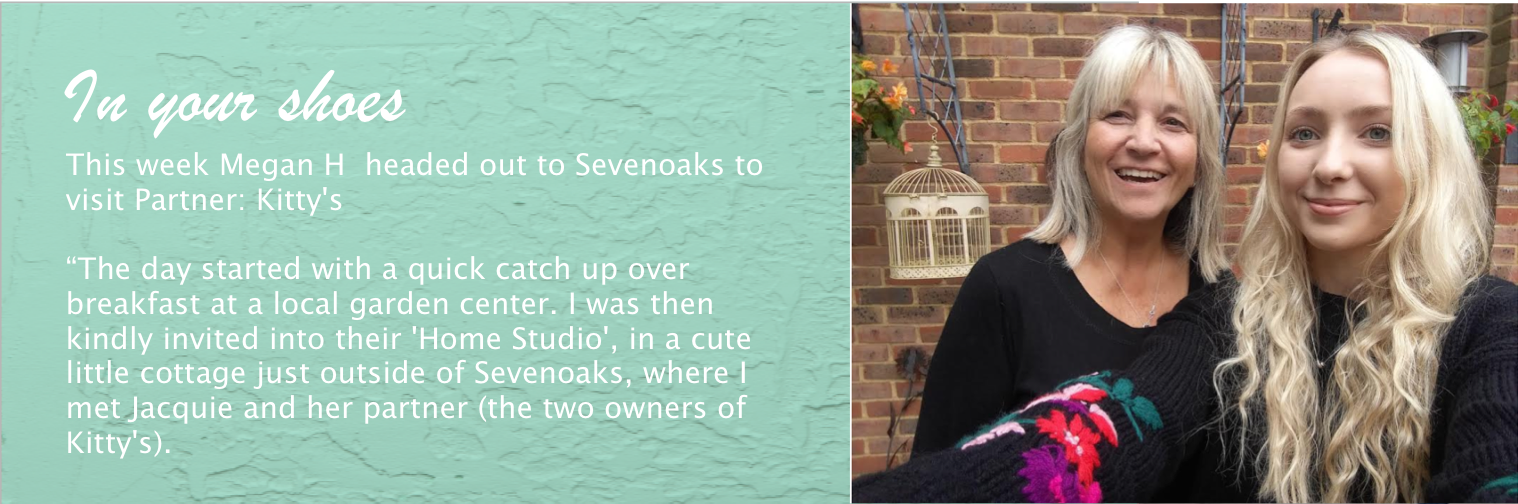 In your shoes
This week Megan H  headed out to Sevenoaks to
visit Partner: Kitty's
“The day started with a quick catch up over
breakfast at a local garden center. I was then
kindly invited into their 'Home Studio', in a cute
little cottage just outside of Sevenoaks, where I
met Jacquie and her partner (the two owners of
Kitty's).